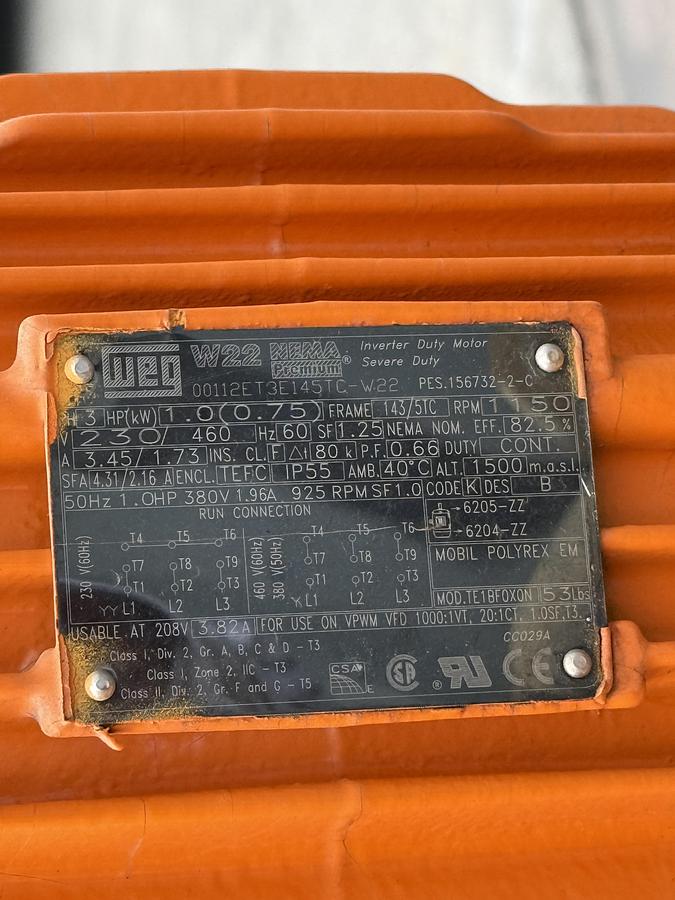 WEG W22 NEMA Premium® Inverter Duty Motor
Severe Duty
00112ET3E145TC-W22 PES.156732-2-C
PH 3 HP(kW) 1.0(0.75) FRAME 143/5TC RPM 1150
V 230/ 460 Hz 60 SF 1.25 NEMA NOM. EFF. 82.5 %
A 3.45/1.73 INS. CL. F Δt 80 K P.F. 0.66 DUTY CONT.
SFA 4.31/2.16 A ENCL. TEFC IP55 AMB. 40°C ALT. 1500 m.a.s.l.
50Hz 1.0HP 380V 1.96A 925 RPM SF1.0 CODE K DES B
RUN CONNECTION
6205-ZZ
6204-ZZ
MOBIL POLYREX EM
230 V(60Hz)
T4 T5 T6
T7 T8 T9
T1 T2 T3
YY L1 L2 L3
460 V(60Hz)
380 V(50Hz)
T4 T5 T6
T7 T8 T9
T1 T2 T3
Y L1 L2 L3
MOD.TE1BFOXON 53Lbs
USABLE AT 208V 3.82A FOR USE ON VPWM VFD 1000:1VT, 20:1CT, 1.0SF,T3.
CC029A
Class I, Div. 2, Gr. A, B, C & D - T3
Class I, Zone 2, IIC - T3
Class II, Div. 2, Gr. F and G - T5
CSA E SA ® RU CE